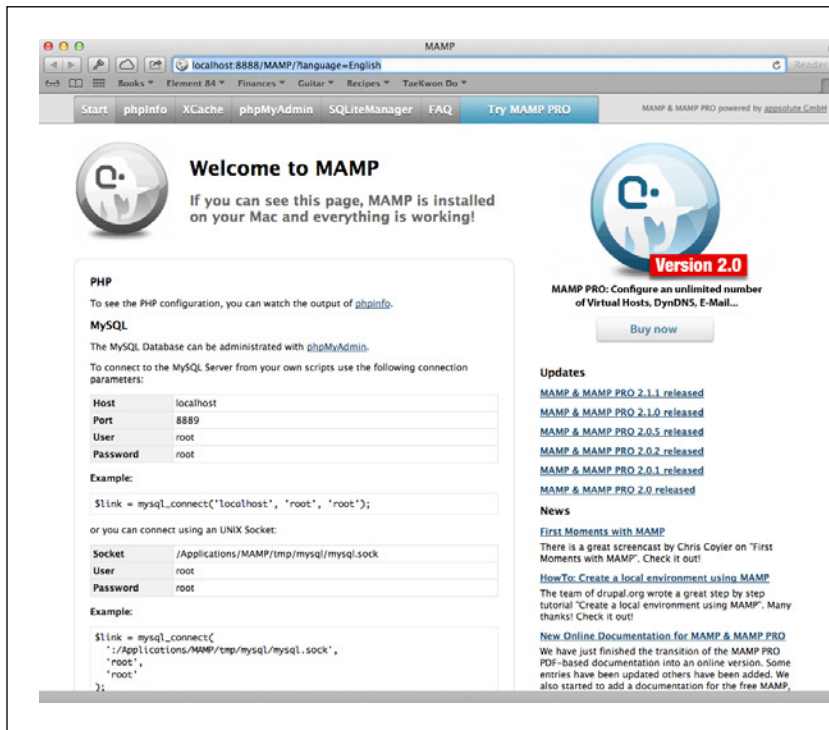 MAMP
localhost:8888/MAMP/?language=English
Reader
Books
Element 84
Finances
Guitar
Recipes
TaeKwon Do
Start
phpInfo
XCache
phpMyAdmin
SQLiteManager
FAQ
Try MAMP PRO
MAMP & MAMP PRO powered by appsolute GmbH
Welcome to MAMP
If you can see this page, MAMP is installed
on your Mac and everything is working!
PHP
To see the PHP configuration, you can watch the output of phpinfo.
MySQL
The MySQL Database can be administrated with phpMyAdmin.
To connect to the MySQL Server from your own scripts use the following connection
parameters:
Host localhost
Port 8889
User root
Password root
Example:
$link = mysql_connect('localhost', 'root', 'root');
or you can connect using an UNIX Socket:
Socket /Applications/MAMP/tmp/mysql/mysql.sock
User root
Password root
Example:
$link = mysql_connect(
':/Applications/MAMP/tmp/mysql/mysql.sock',
'root',
'root'
);
Version 2.0
MAMP PRO: Configure an unlimited number
of Virtual Hosts, DynDNS, E-Mail...
Buy now
Updates
MAMP & MAMP PRO 2.1.1 released
MAMP & MAMP PRO 2.1.0 released
MAMP & MAMP PRO 2.0.5 released
MAMP & MAMP PRO 2.0.2 released
MAMP & MAMP PRO 2.0.1 released
MAMP & MAMP PRO 2.0 released
News
First Moments with MAMP
There is a great screencast by Chris Coyier on "First
Moments with MAMP". Check it out!
HowTo: Create a local environment using MAMP
The team of drupal.org wrote a great step by step
tutorial "Create a local environment using MAMP". Many
thanks! Check it out!
New Online Documentation for MAMP & MAMP PRO
We have just finished the transition of the MAMP PRO
PDF-based documentation into an online version. Some
entries have been updated others have been added. We
also started to add a documentation for the free MAMP,